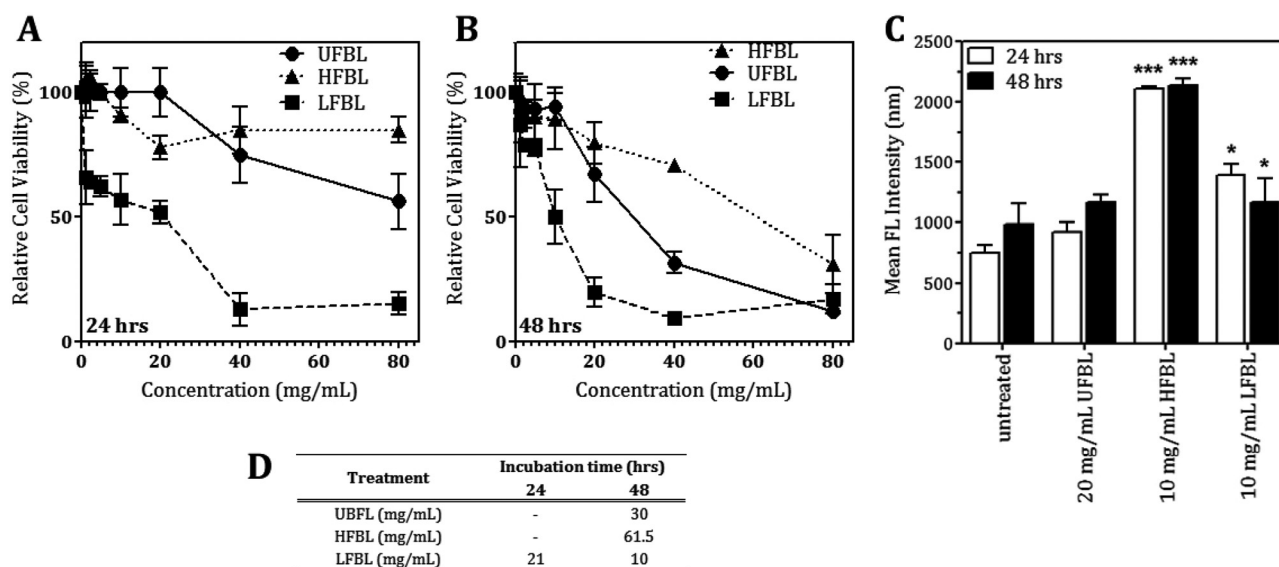 A
UFBL
HFBL
LFBL
Relative Cell Viability (%)
100
50
0
24 hrs
0 20 40 60 80
Concentration (mg/mL)
B
HFBL
UFBL
LFBL
Relative Cell Viability (%)
100
50
0
48 hrs
0 20 40 60 80
Concentration (mg/mL)
C
24 hrs
48 hrs
Mean FL Intensity (nm)
2500
2000
1500
1000
750
500
250
0
*** ***
* *
untreated
20 mg/mL UFBL
10 mg/mL HFBL
10 mg/mL LFBL
D
Treatment Incubation time (hrs)
24 48
UBFL (mg/mL) - 30
HFBL (mg/mL) - 61.5
LFBL (mg/mL) 21 10